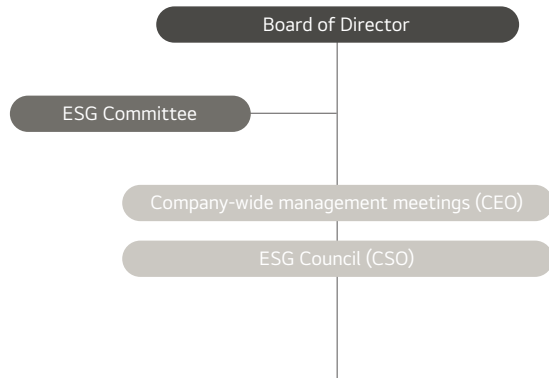 Board of Director
ESG Committee
Company-wide management meetings (CEO)
ESG Council (CSO)